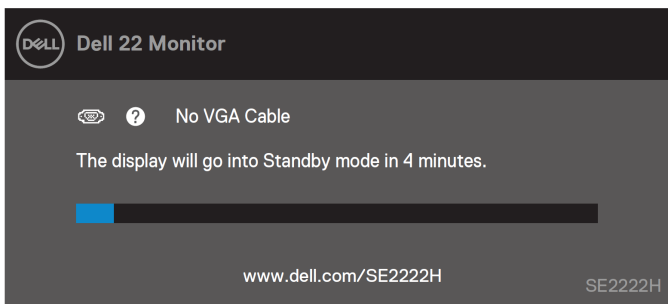 DELL Dell 22 Monitor
? No VGA Cable
The display will go into Standby mode in 4 minutes.
www.dell.com/SE2222H
SE2222H